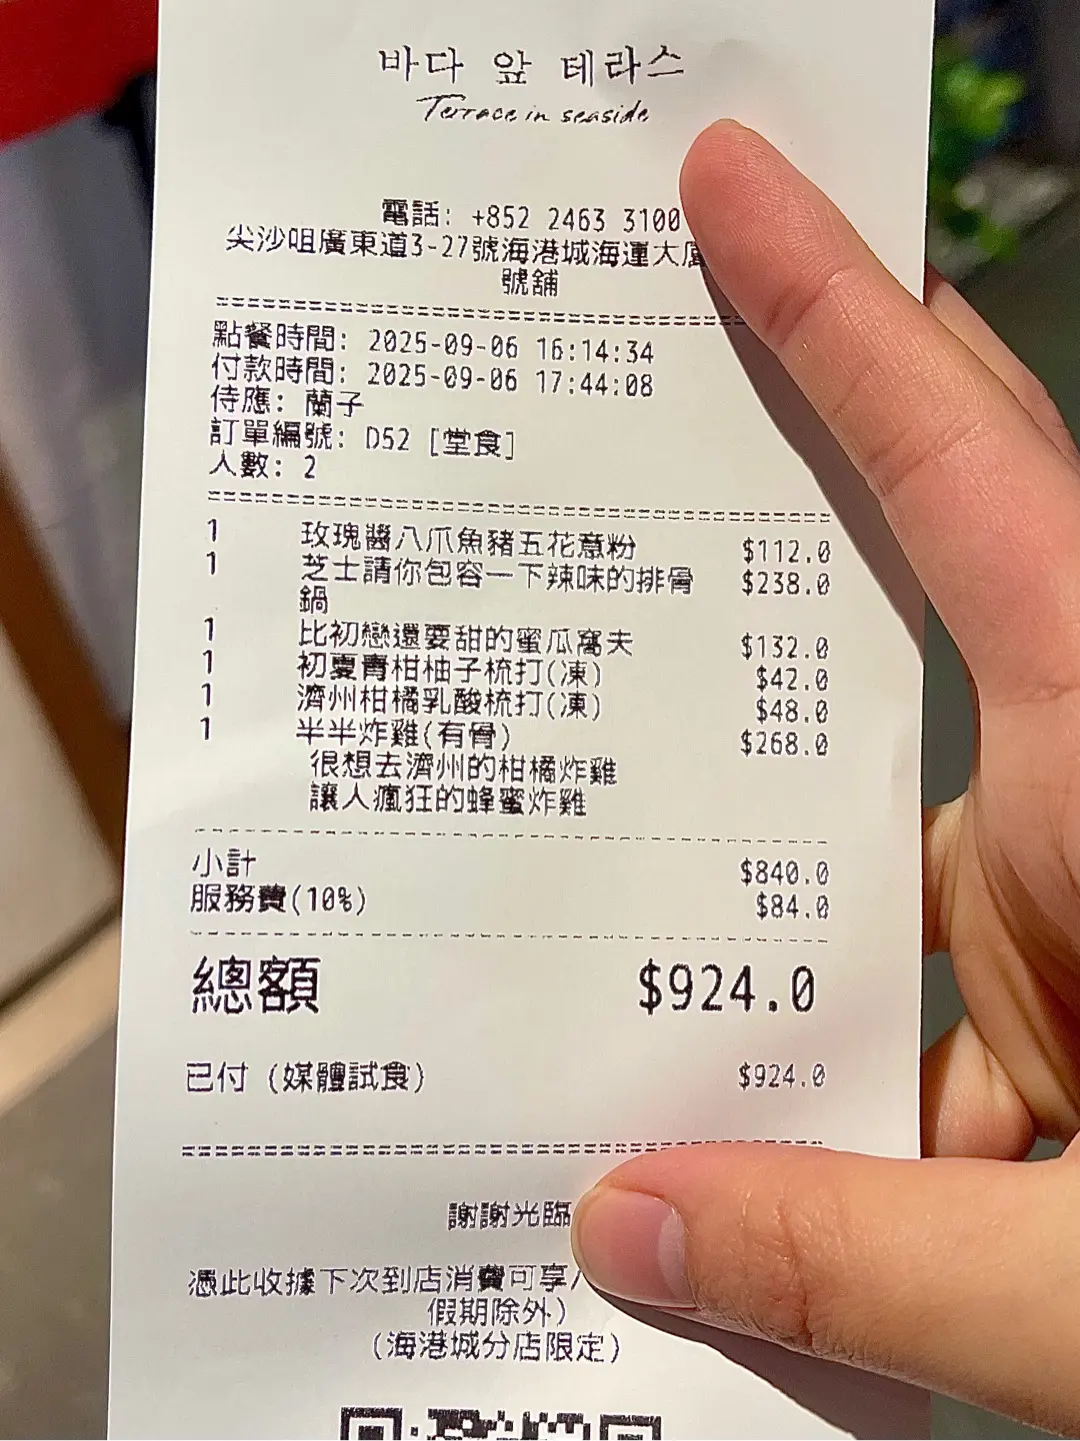 바다 앞 테라스
Terrace in seaside
電話: +852 2463 3100
尖沙咀廣東道3-27號海港城海運大廈
號舖
點餐時間: 2025-09-06 16:14:34
付款時間: 2025-09-06 17:44:08
侍應: 蘭子
訂單編號: D52 [堂食]
人數: 2
1 玫瑰醬八爪魚豬五花意粉 $112.0
1 芝士請你包容一下辣味的排骨 $238.0
鍋
1 比初戀還要甜的蜜瓜窩夫 $132.0
1 初夏青柑柚子梳打(凍) $42.0
1 濟州柑橘乳酸梳打(凍) $48.0
1 半半炸雞(有骨) $268.0
很想去濟州的柑橘炸雞
讓人瘋狂的蜂蜜炸雞
小計 $840.0
服務費(10%) $84.0
總額 $924.0
已付 (媒體試食) $924.0
謝謝光臨
憑此收據下次到店消費可享
假期除外)
(海港城分店限定)